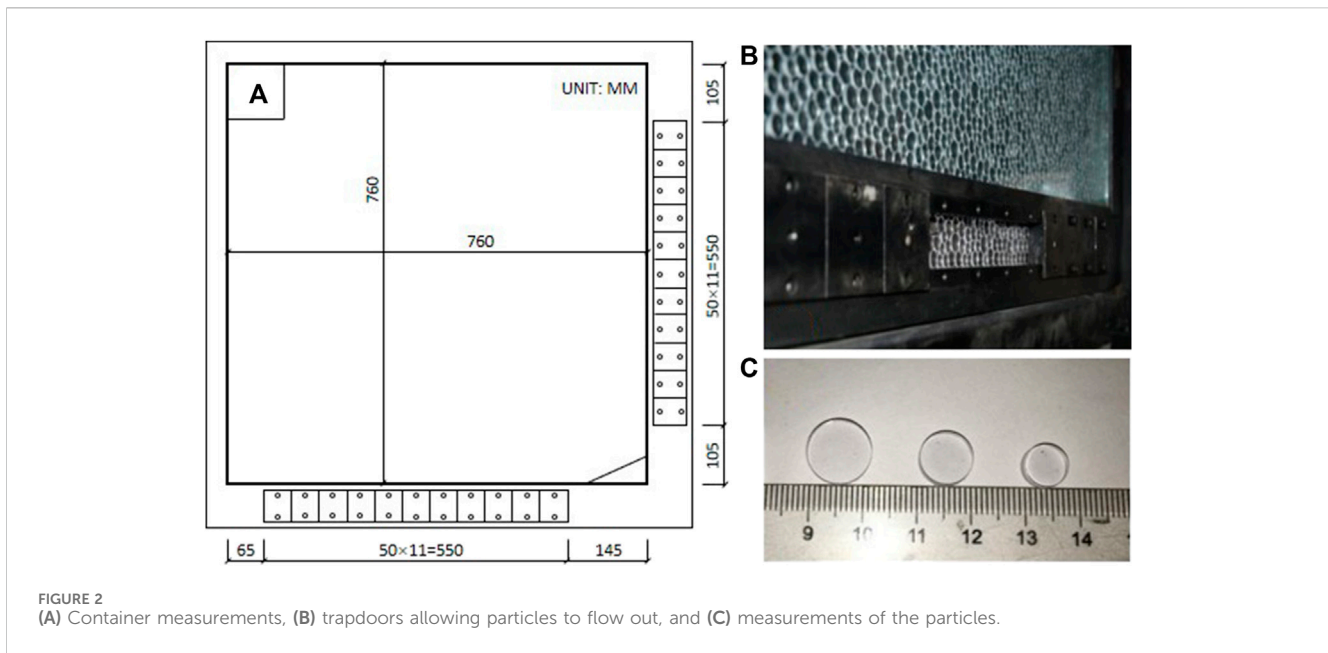 A
UNIT: MM
760
760
105
50×11=550
105
65
50×11=550
145
B
C
9 10 11 12 13 14
FIGURE 2
(A) Container measurements, (B) trapdoors allowing particles to flow out, and (C) measurements of the particles.